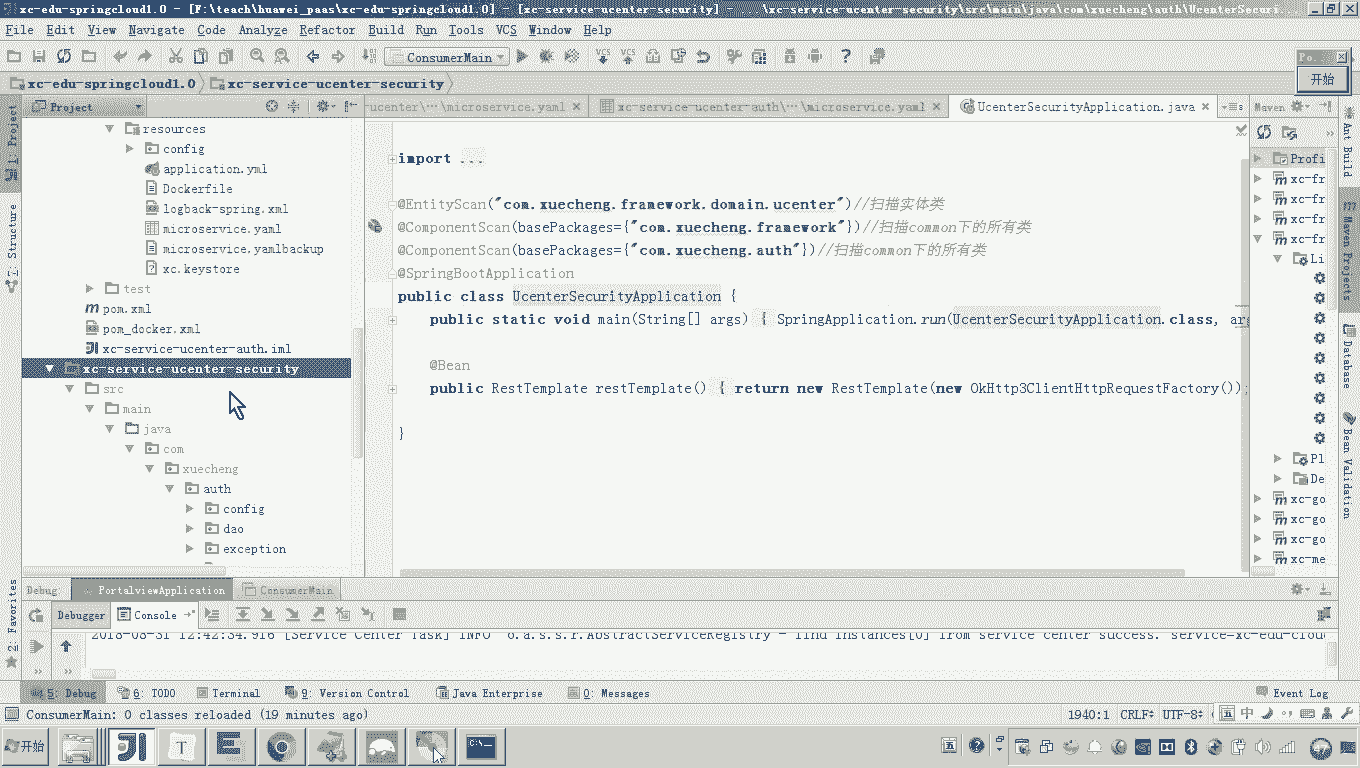 xc-edu-springcloud1.0 - [F:\teach\huawei_paas\xc-edu-springcloud1.0] - [xc-service-ucenter-security] - ...\xc-service-ucenter-security\src\main\java\com\xuecheng\auth\UcenterSecuri...
File Edit View Navigate Code Analyze Refactor Build Run Tools VCS Window Help
ConsumerMain
Po.
开始
xc-edu-springcloud1.0 xc-service-ucenter-security
Project
ucenter\···\microservice.yaml xc-service-ucenter-auth\···\microservice.yaml UcenterSecurityApplication.java
Maven
1: Project
Z: Structure
2: Favorites
resources
config
application.yml
Dockerfile
logback-spring.xml
microservice.yaml
microservice.yamlbackup
xc.keystore
test
pom.xml
pom_docker.xml
xc-service-ucenter-auth.iml
xc-service-ucenter-security
src
main
java
com
xuecheng
auth
config
dao
exception
import ...
@EntityScan("com.xuecheng.framework.domain.ucenter")//扫描实体类
@ComponentScan(basePackages={"com.xuecheng.framework"})//扫描common下的所有类
@ComponentScan(basePackages={"com.xuecheng.auth"})//扫描common下的所有类
@SpringBootApplication
public class UcenterSecurityApplication {
public static void main(String[] args) { SpringApplication.run(UcenterSecurityApplication.class, arg
@Bean
public RestTemplate restTemplate() { return new RestTemplate(new OkHttp3ClientHttpRequestFactory());
}
Profi
xc-fr
xc-fr
xc-fr
xc-fr
Li
Pl
De
xc-go
xc-go
xc-go
xc-me
Ant Build
Maven Projects
Database
Bean Validation
Debug PortalviewApplication ConsumerMain
Debugger Console
2018-08-31 12:42:34.916 [Service Center Task] INFO o.a.s.s.r.AbstractServiceRegistry - find instances[0] from service center success. service=xc-edu-cloud
5: Debug 6: TODO Terminal 9: Version Control Java Enterprise 0: Messages Event Log
ConsumerMain: 0 classes reloaded (19 minutes ago) 1940:1 CRLF UTF-8 五 中
开始
五